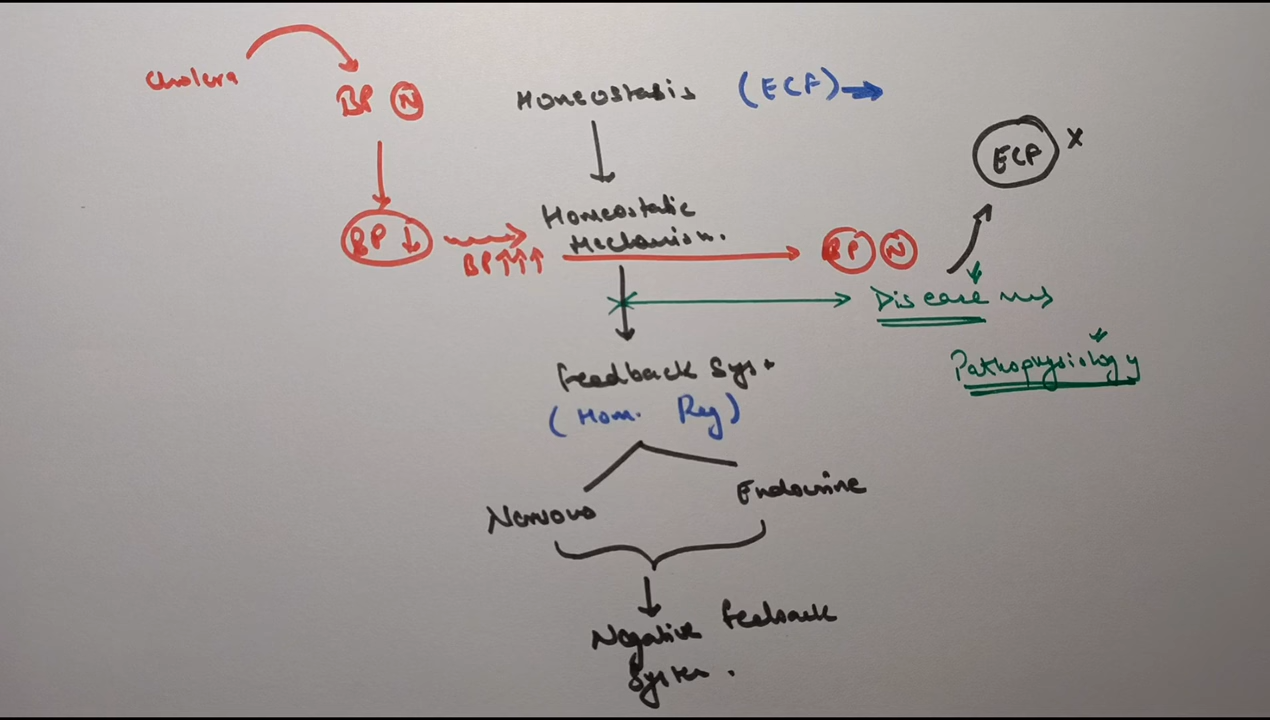 Cholera
BP N
Homeostasis (ECF)
ECF x
BP ↓
BP↑↑↑
Homeostatic
Mechanism.
BP N
Disease
Pathophysiology
Feedback Sys.
(Hom. Reg)
Nervous
Endocrine
Negative Feedback
System.